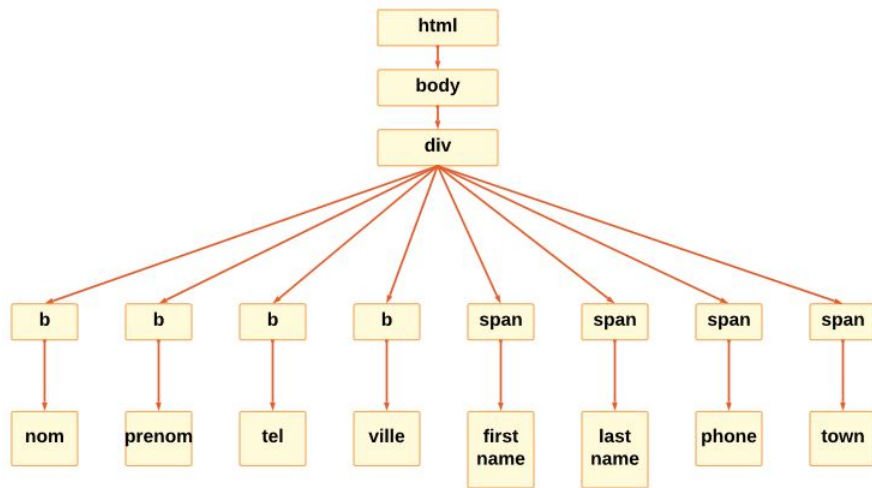 html
body
div
b
b
b
b
span
span
span
span
nom
prenom
tel
ville
first
name
last
name
phone
town